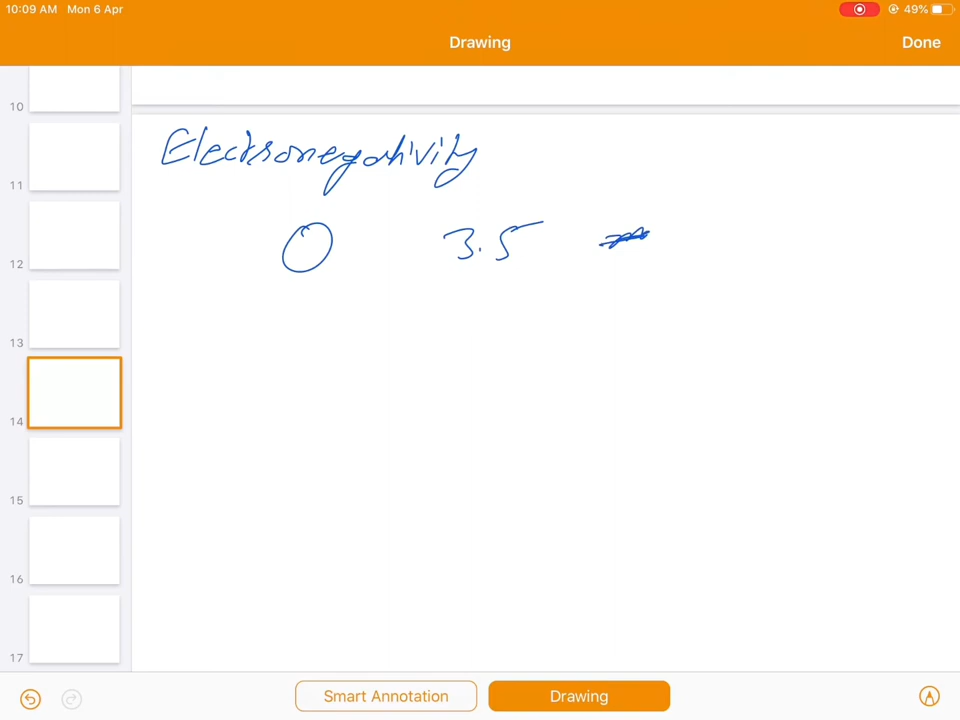 10:09 AM Mon 6 Apr 49%
Drawing Done
10
Electronegativity
11
O 3.5
12
13
14
15
16
17
Smart Annotation Drawing